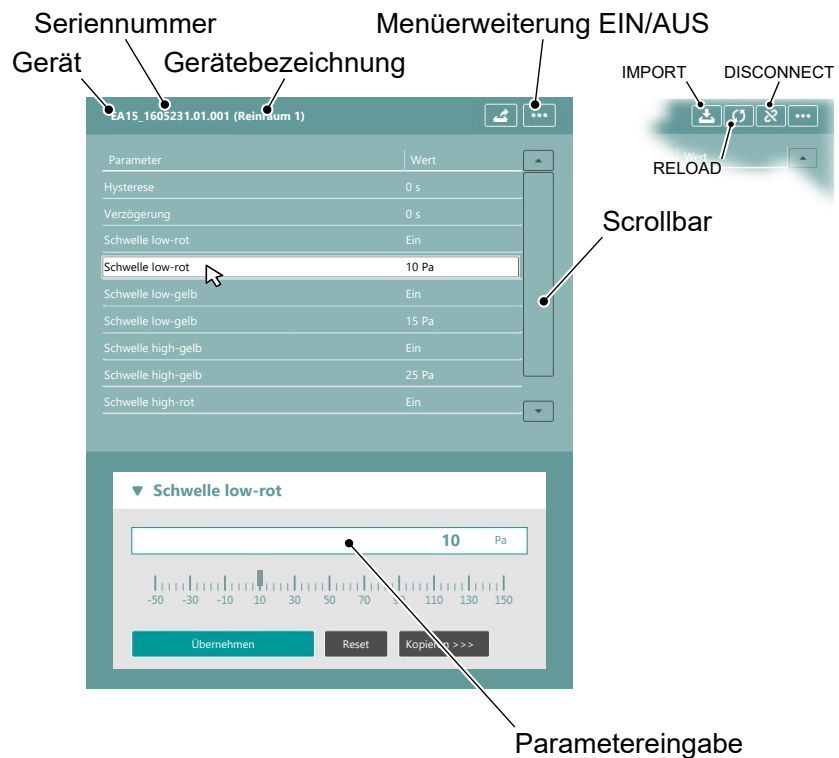 Seriennummer
Menüerweiterung EIN/AUS
Gerät
Gerätebezeichnung
IMPORT
DISCONNECT
EA15_1605231.01.001 (Reinraum 1)
RELOAD
Wert
Parameter Wert
Hysterese 0 s
Verzögerung 0 s
Schwelle low-rot Ein
Scrollbar
Schwelle low-rot 10 Pa
Schwelle low-gelb Ein
Schwelle low-gelb 15 Pa
Schwelle high-gelb Ein
Schwelle high-gelb 25 Pa
Schwelle high-rot Ein
Schwelle low-rot
10 Pa
-50 -30 -10 10 30 50 70 90 110 130 150
Übernehmen Reset Kopieren >>>
Parametereingabe